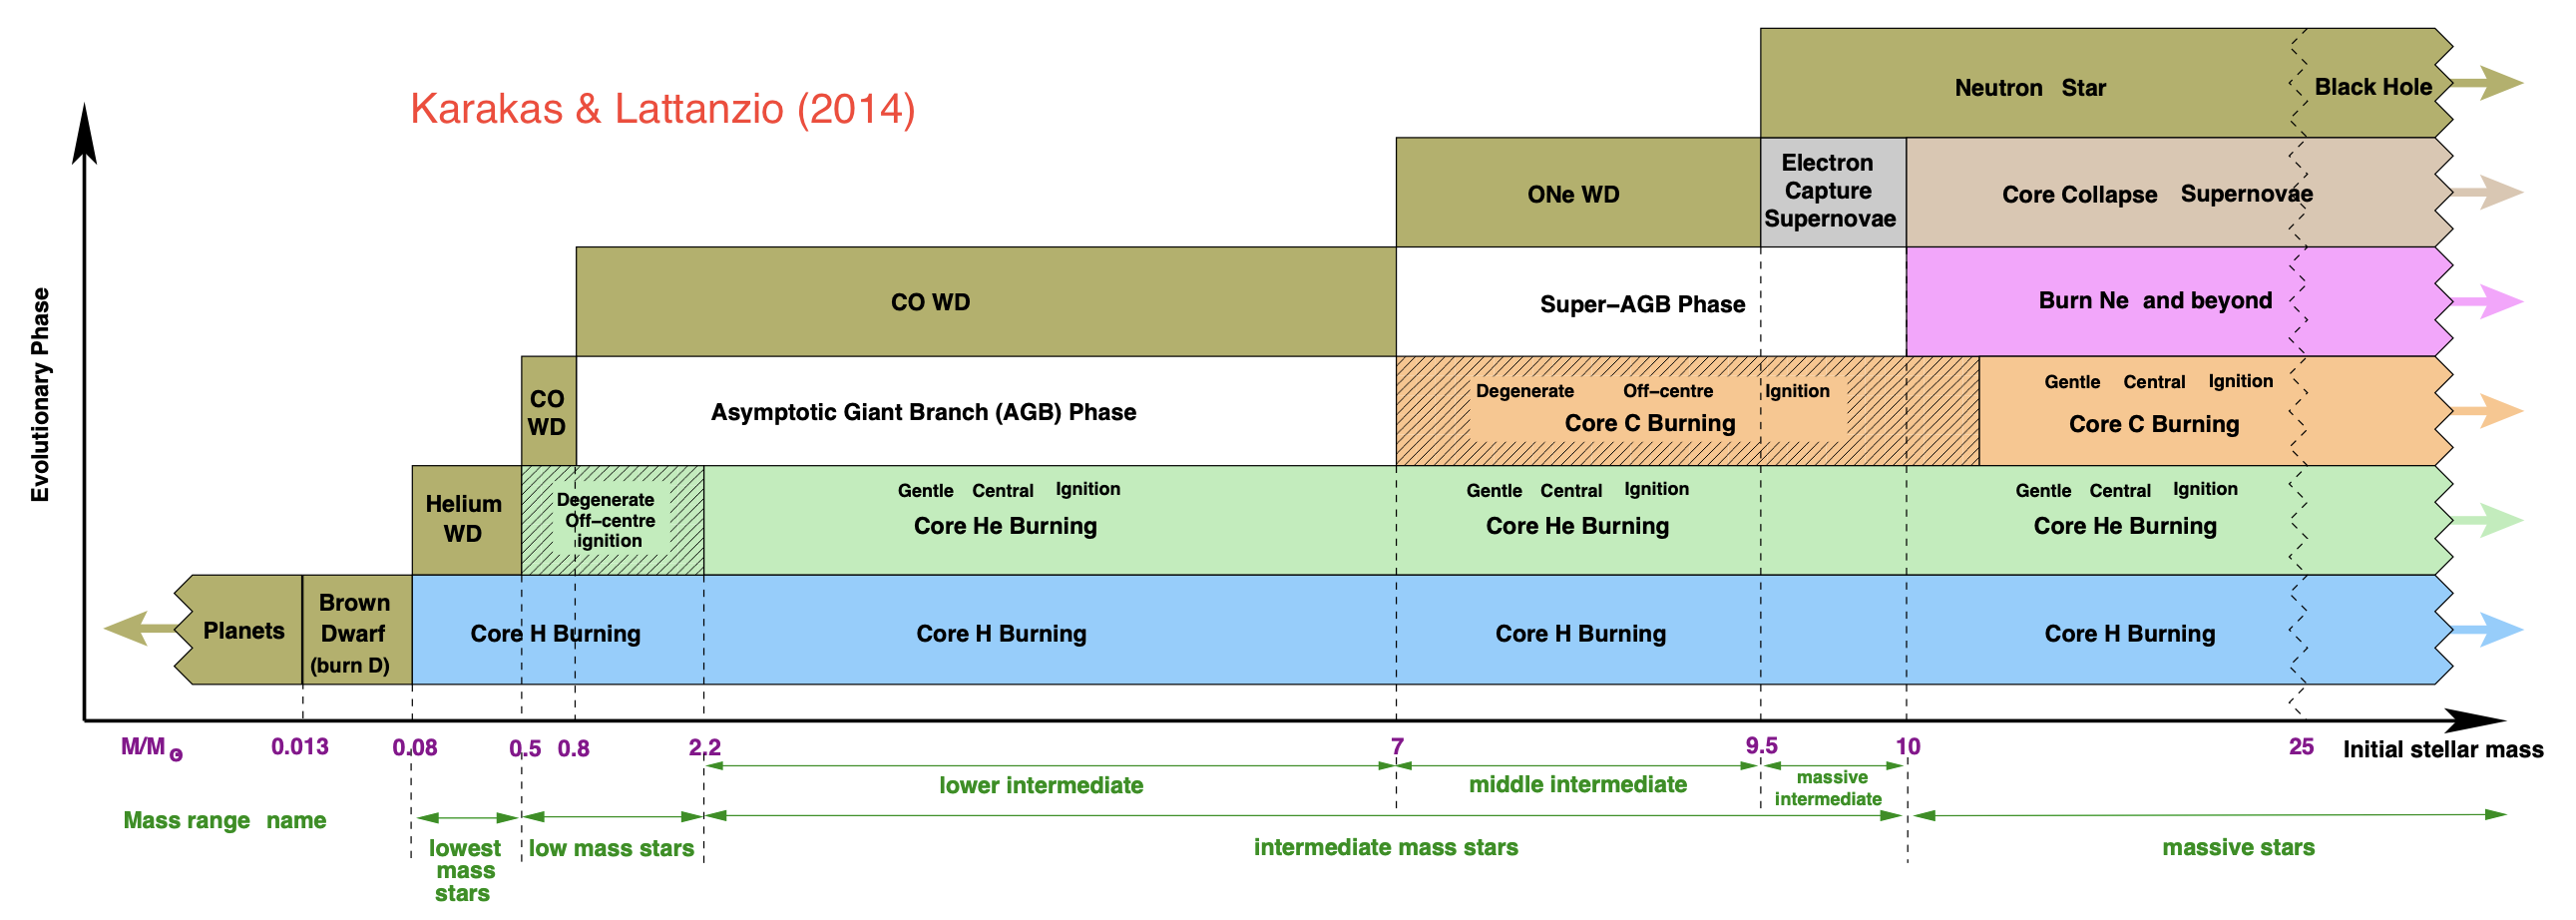 Karakas & Lattanzio (2014)
Neutron Star
Black Hole
ONe WD
Electron
Capture
Supernovae
Core Collapse Supernovae
CO WD
Super–AGB Phase
Burn Ne and beyond
CO
WD
Asymptotic Giant Branch (AGB) Phase
Degenerate Off–centre Ignition
Core C Burning
Gentle Central Ignition
Core C Burning
Helium
WD
Degenerate
Off–centre
ignition
Gentle Central Ignition
Core He Burning
Gentle Central Ignition
Core He Burning
Gentle Central Ignition
Core He Burning
Planets
Brown
Dwarf
(burn D)
Core H Burning
Core H Burning
Core H Burning
Core H Burning
Evolutionary Phase
M/M⊙
0.013
0.08
0.5
0.8
2.2
7
9.5
10
25
Initial stellar mass
lower intermediate
middle intermediate
massive
intermediate
Mass range name
lowest
mass
stars
low mass stars
intermediate mass stars
massive stars